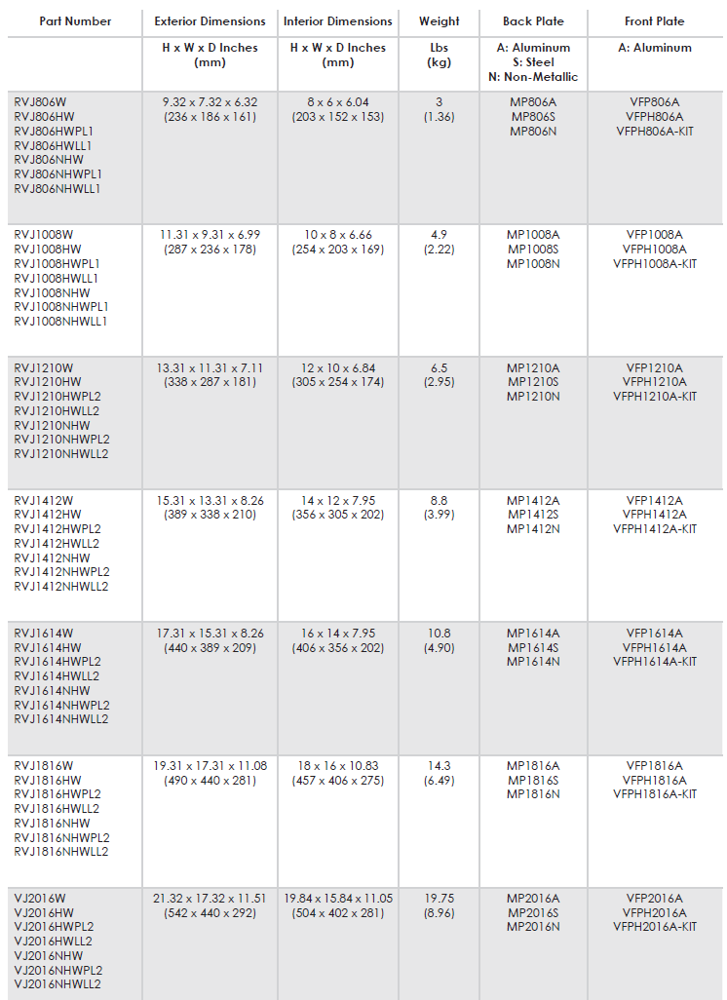 Part Number Exterior Dimensions Interior Dimensions Weight Back Plate Front Plate
H x W x D Inches H x W x D Inches Lbs A: Aluminum A: Aluminum
(mm) (mm) (kg) S: Steel
N: Non-Metallic
RVJ806W 9.32 x 7.32 x 6.32 8 x 6 x 6.04 3 MP806A VFP806A
RVJ806HW (236 x 186 x 161) (203 x 152 x 153) (1.36) MP806S VFPH806A
RVJ806HWPL1 MP806N VFPH806A-KIT
RVJ806HWLL1
RVJ806NHW
RVJ806NHWPL1
RVJ806NHWLL1
RVJ1008W 11.31 x 9.31 x 6.99 10 x 8 x 6.66 4.9 MP1008A VFP1008A
RVJ1008HW (287 x 236 x 178) (254 x 203 x 169) (2.22) MP1008S VFPH1008A
RVJ1008HWPL1 MP1008N VFPH1008A-KIT
RVJ1008HWLL1
RVJ1008NHW
RVJ1008NHWPL1
RVJ1008NHWLL1
RVJ1210W 13.31 x 11.31 x 7.11 12 x 10 x 6.84 6.5 MP1210A VFP1210A
RVJ1210HW (338 x 287 x 181) (305 x 254 x 174) (2.95) MP1210S VFPH1210A
RVJ1210HWPL2 MP1210N VFPH1210A-KIT
RVJ1210HWLL2
RVJ1210NHW
RVJ1210NHWPL2
RVJ1210NHWLL2
RVJ1412W 15.31 x 13.31 x 8.26 14 x 12 x 7.95 8.8 MP1412A VFP1412A
RVJ1412HW (389 x 338 x 210) (356 x 305 x 202) (3.99) MP1412S VFPH1412A
RVJ1412HWPL2 MP1412N VFPH1412A-KIT
RVJ1412HWLL2
RVJ1412NHW
RVJ1412NHWPL2
RVJ1412NHWLL2
RVJ1614W 17.31 x 15.31 x 8.26 16 x 14 x 7.95 10.8 MP1614A VFP1614A
RVJ1614HW (440 x 389 x 209) (406 x 356 x 202) (4.90) MP1614S VFPH1614A
RVJ1614HWPL2 MP1614N VFPH1614A-KIT
RVJ1614HWLL2
RVJ1614NHW
RVJ1614NHWPL2
RVJ1614NHWLL2
RVJ1816W 19.31 x 17.31 x 11.08 18 x 16 x 10.83 14.3 MP1816A VFP1816A
RVJ1816HW (490 x 440 x 281) (457 x 406 x 275) (6.49) MP1816S VFPH1816A
RVJ1816HWPL2 MP1816N VFPH1816A-KIT
RVJ1816HWLL2
RVJ1816NHW
RVJ1816NHWPL2
RVJ1816NHWLL2
VJ2016W 21.32 x 17.32 x 11.51 19.84 x 15.84 x 11.05 19.75 MP2016A VFP2016A
VJ2016HW (542 x 440 x 292) (504 x 402 x 281) (8.96) MP2016S VFPH2016A
VJ2016HWPL2 MP2016N VFPH2016A-KIT
VJ2016HWLL2
VJ2016NHW
VJ2016NHWPL2
VJ2016NHWLL2